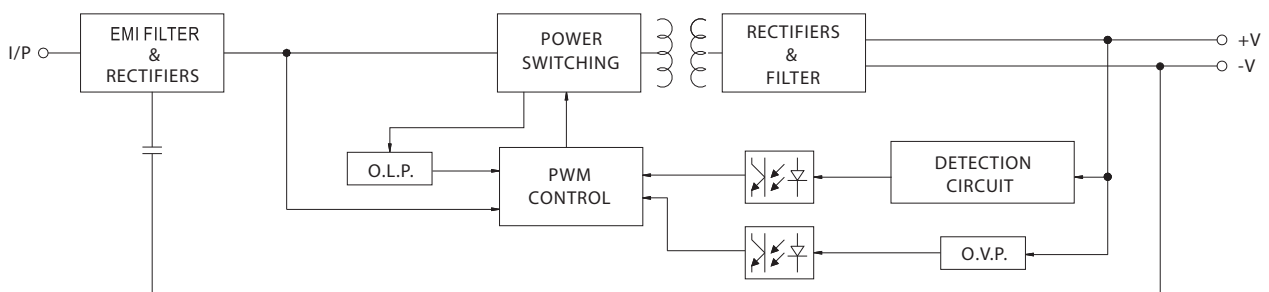 I/P
EMI FILTER
&
RECTIFIERS
POWER
SWITCHING
RECTIFIERS
&
FILTER
+V
-V
O.L.P.
PWM
CONTROL
DETECTION
CIRCUIT
O.V.P.